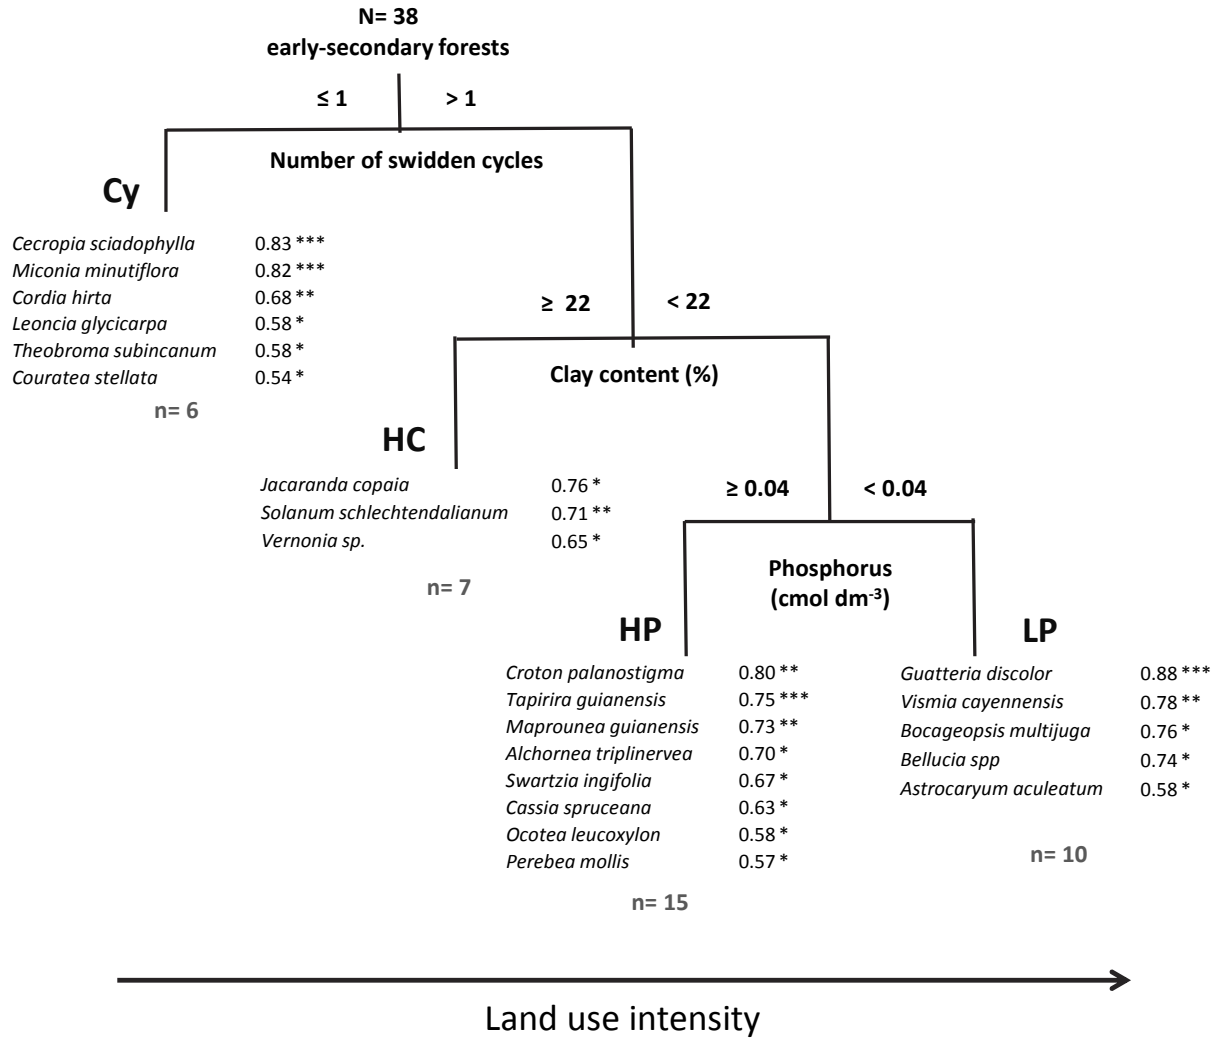 N= 38
early-secondary forests
≤ 1
> 1
Number of swidden cycles
Cy
Cecropia sciadophylla 0.83 ***
Miconia minutiflora 0.82 ***
Cordia hirta 0.68 **
Leoncia glycicarpa 0.58 *
Theobroma subincanum 0.58 *
Couratea stellata 0.54 *
n= 6
≥ 22
< 22
Clay content (%)
HC
Jacaranda copaia 0.76 *
Solanum schlechtendalianum 0.71 **
Vernonia sp. 0.65 *
n= 7
≥ 0.04
< 0.04
Phosphorus
(cmol dm-3)
HP
Croton palanostigma 0.80 **
Tapirira guianensis 0.75 ***
Maprounea guianensis 0.73 **
Alchornea triplinervea 0.70 *
Swartzia ingifolia 0.67 *
Cassia spruceana 0.63 *
Ocotea leucoxylon 0.58 *
Perebea mollis 0.57 *
n= 15
LP
Guatteria discolor 0.88 ***
Vismia cayennensis 0.78 **
Bocageopsis multijuga 0.76 *
Bellucia spp 0.74 *
Astrocaryum aculeatum 0.58 *
n= 10
Land use intensity